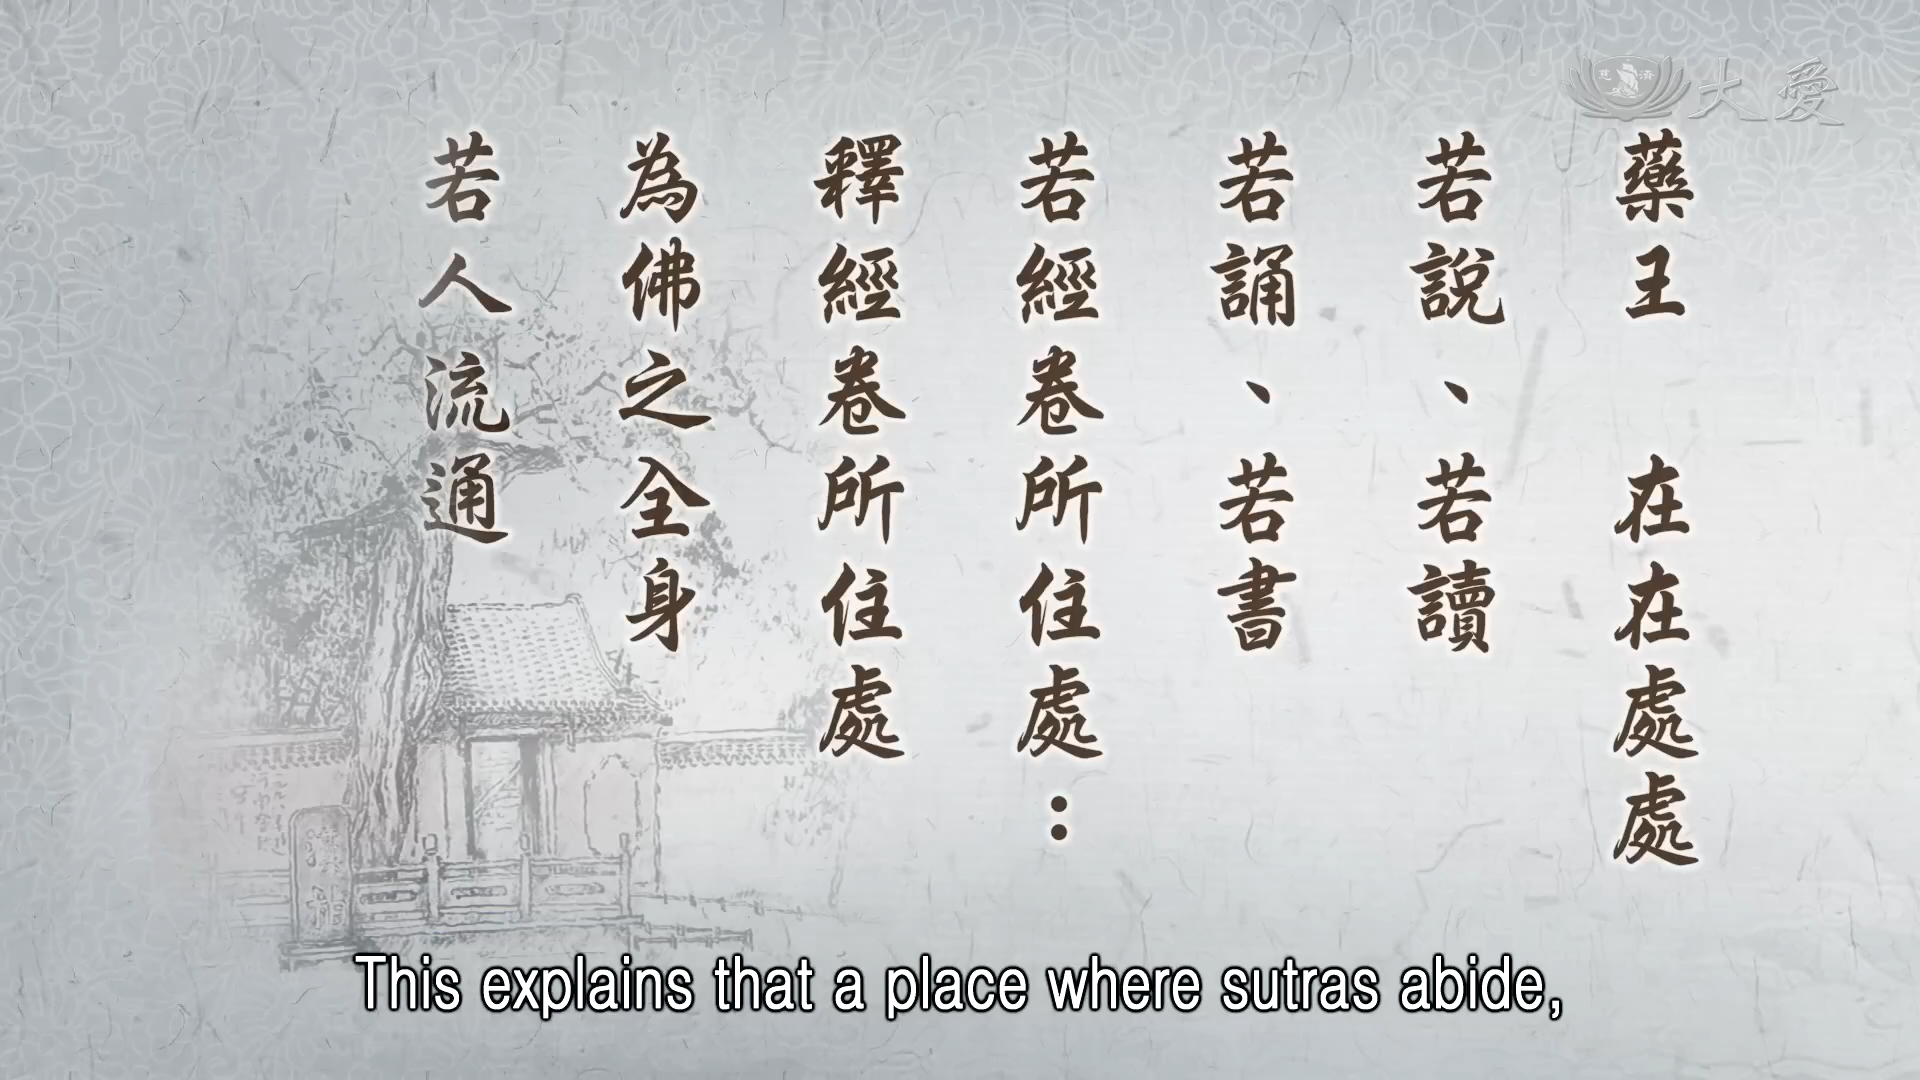 藥王 在在處處
若說、若讀
若誦、若書
若經卷所住處：
釋經卷所住處
為佛之全身
若人流通
This explains that a place where sutras abide,
慈濟
大愛